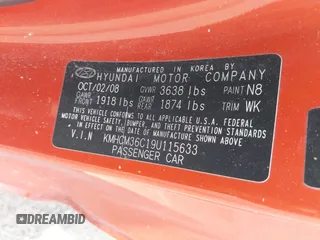 MANUFACTURED IN KOREA BY
HYUNDAI MOTOR COMPANY
OCT/02/08 GVWR 3638 lbs PAINT N8
GAWR FRONT 1918 lbs GAWR REAR 1874 lbs TRIM WK
THIS VEHICLE CONFORMS TO ALL APPLICABLE
U.S.A. FEDERAL MOTOR VEHICLE SAFETY, BUMPER,
AND THEFT PREVENTION STANDARDS IN EFFECT ON
THE DATE OF MANUFACTURE SHOWN ABOVE.
V.I.N KMHCM36C19U115633
PASSENGER CAR
DREAMBID